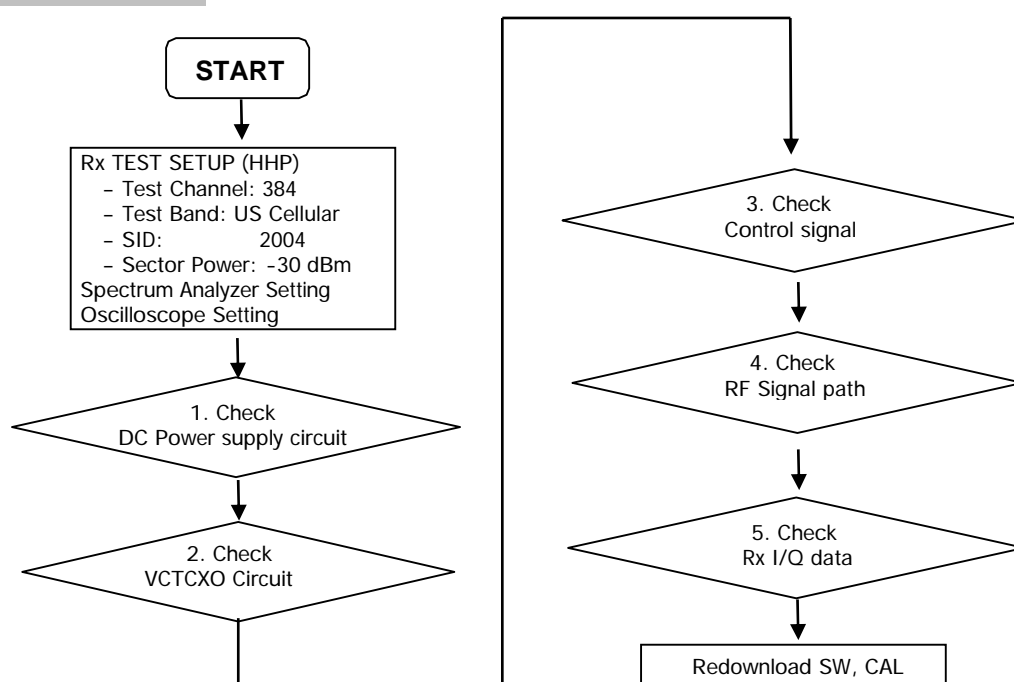 START
Rx TEST SETUP (HHP)
– Test Channel: 384
– Test Band: US Cellular
– SID: 2004
– Sector Power: -30 dBm
Spectrum Analyzer Setting
Oscilloscope Setting
1. Check
DC Power supply circuit
2. Check
VCTCXO Circuit
3. Check
Control signal
4. Check
RF Signal path
5. Check
Rx I/Q data
Redownload SW, CAL